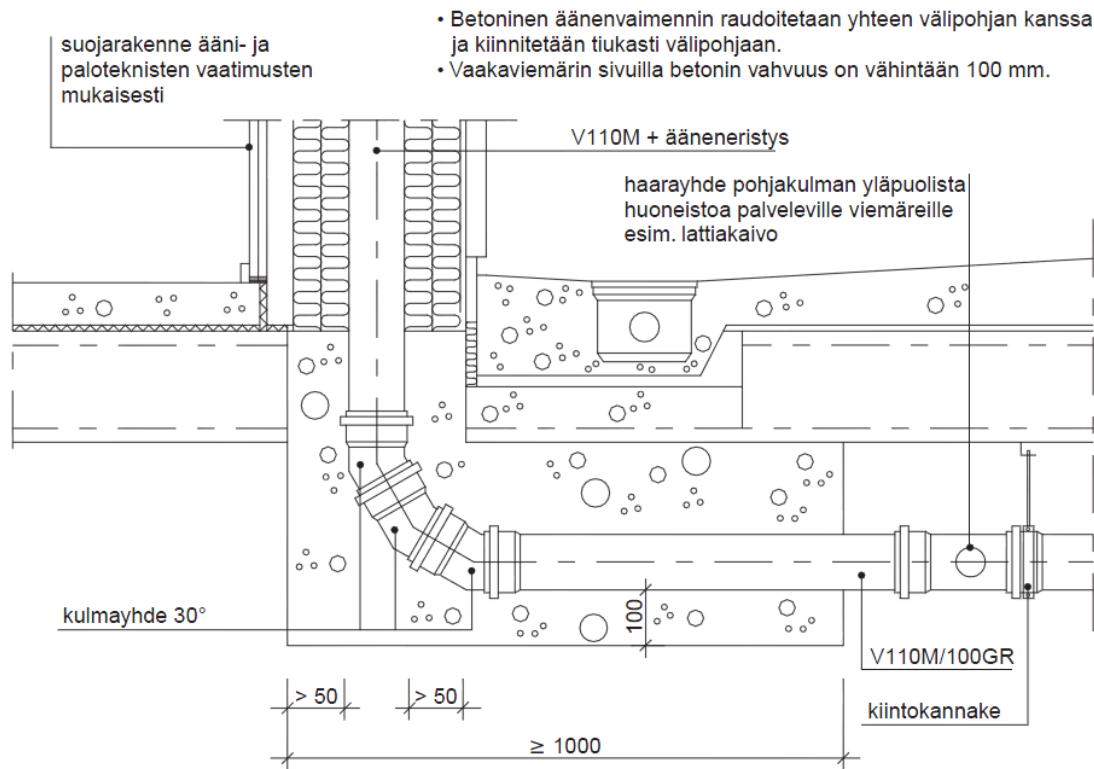 • Betoninen äänenvaimennin raudoitetaan yhteen välipohjan kanssa
ja kiinnitetään tiukasti välipohjaan.
• Vaakaviemärin sivuilla betonin vahvuus on vähintään 100 mm.
suojarakenne ääni- ja
paloteknisten vaatimusten
mukaisesti
V110M + ääneneristys
haarayhde pohjakulman yläpuolista
huoneistoa palveleville viemäreille
esim. lattiakaivo
kulmayhde 30°
100
V110M/100GR
> 50
> 50
kiintokannake
≥ 1000